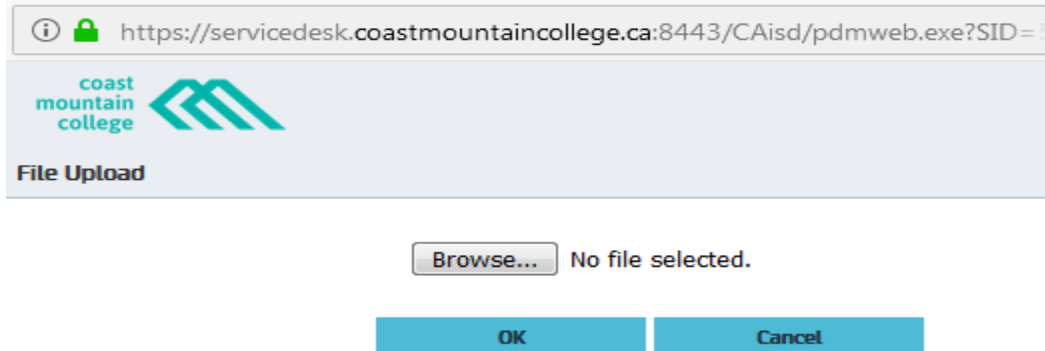 https://servicedesk.coastmountaincollege.ca:8443/CAisd/pdmweb.exe?SID=
coast
mountain
college
File Upload
Browse... No file selected.
OK Cancel